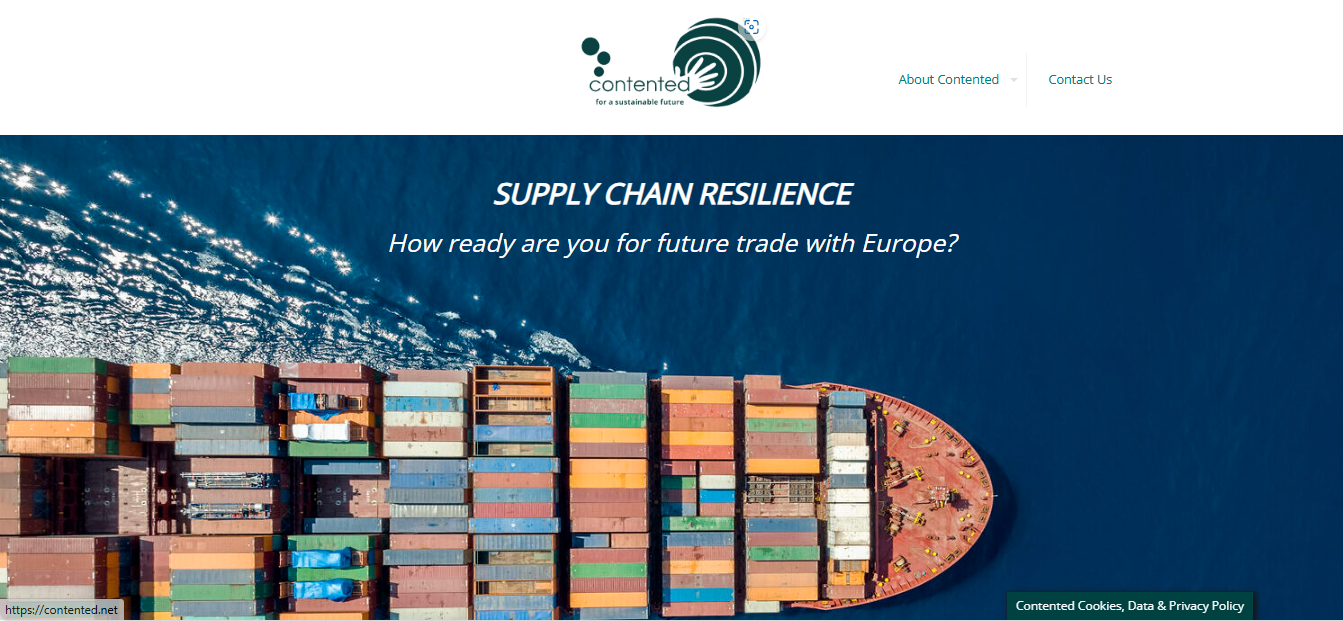 contented
for a sustainable future
About Contented
Contact Us
SUPPLY CHAIN RESILIENCE
How ready are you for future trade with Europe?
https://contented.net
Contented Cookies, Data & Privacy Policy